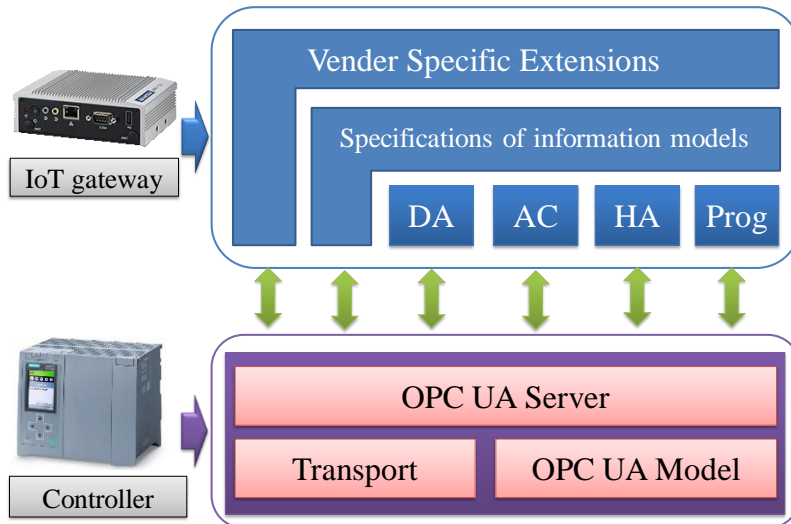 Vender Specific Extensions
Specifications of information models
IoT gateway
DA
AC
HA
Prog
OPC UA Server
Transport
OPC UA Model
Controller